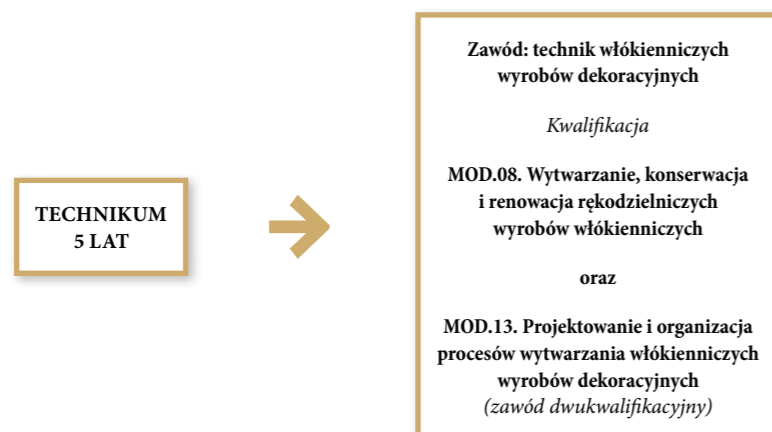 TECHNIKUM
5 LAT
Zawód: technik włókienniczych
wyrobów dekoracyjnych
Kwalifikacja
MOD.08. Wytwarzanie, konserwacja
i renowacja rękodzielniczych
wyrobów włókienniczych
oraz
MOD.13. Projektowanie i organizacja
procesów wytwarzania włókienniczych
wyrobów dekoracyjnych
(zawód dwukwalifikacyjny)